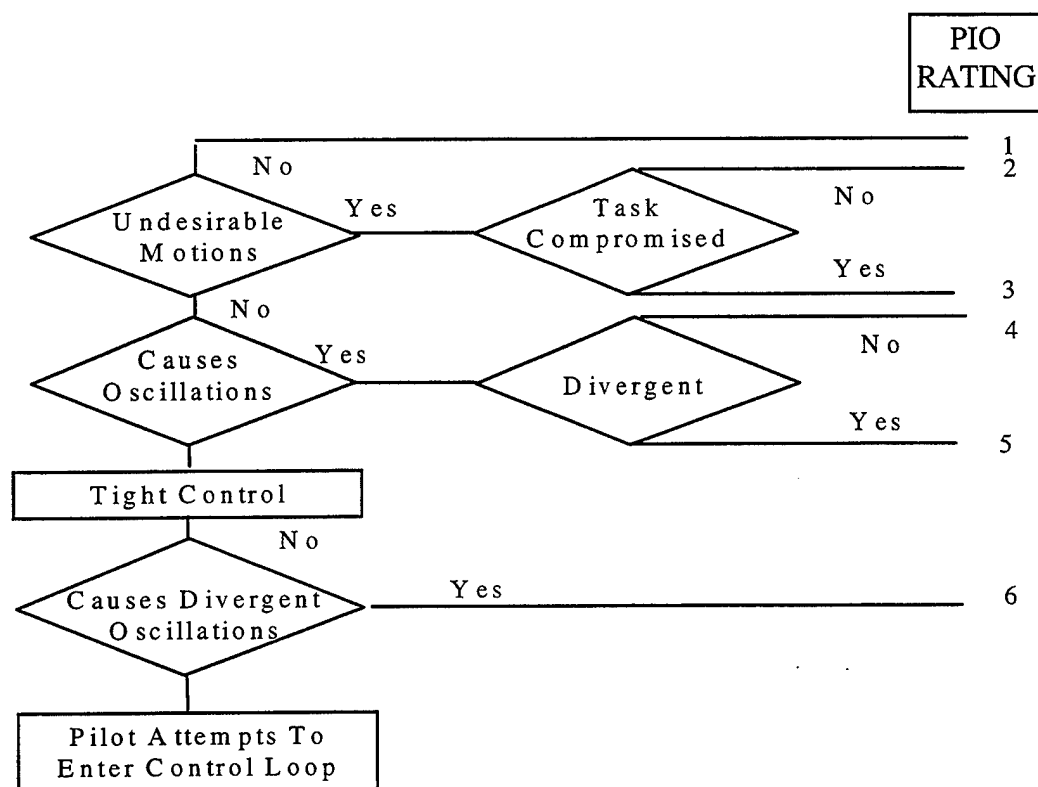 PIO
RATING
1
No
2
Undesirable
Motions
Yes
Task
Compromised
No
Yes
3
No
4
Causes
Oscillations
Yes
Divergent
No
Yes
5
Tight Control
No
Causes Divergent
Oscillations
Yes
6
Pilot Attempts To
Enter Control Loop